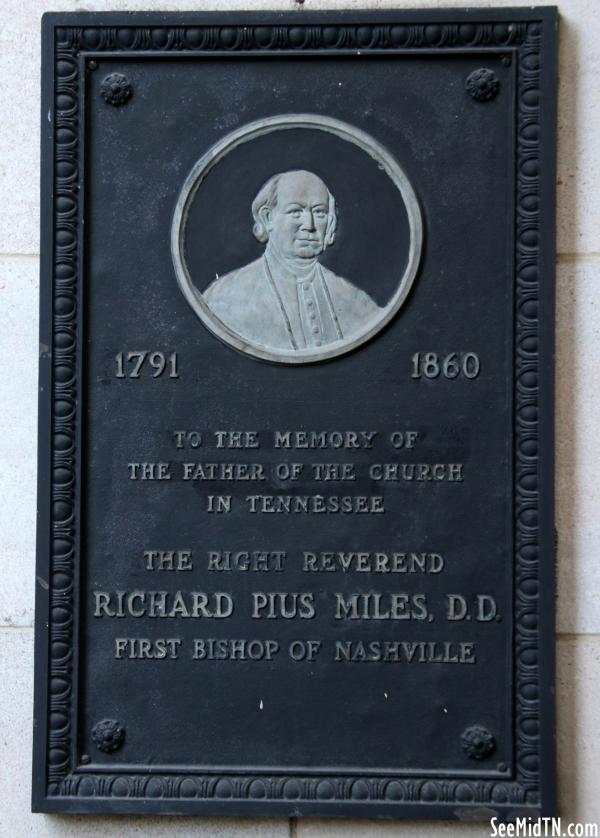 1791 1860
TO THE MEMORY OF
THE FATHER OF THE CHURCH
IN TENNESSEE
THE RIGHT REVEREND
RICHARD PIUS MILES, D.D.
FIRST BISHOP OF NASHVILLE
SeeMidTN.com